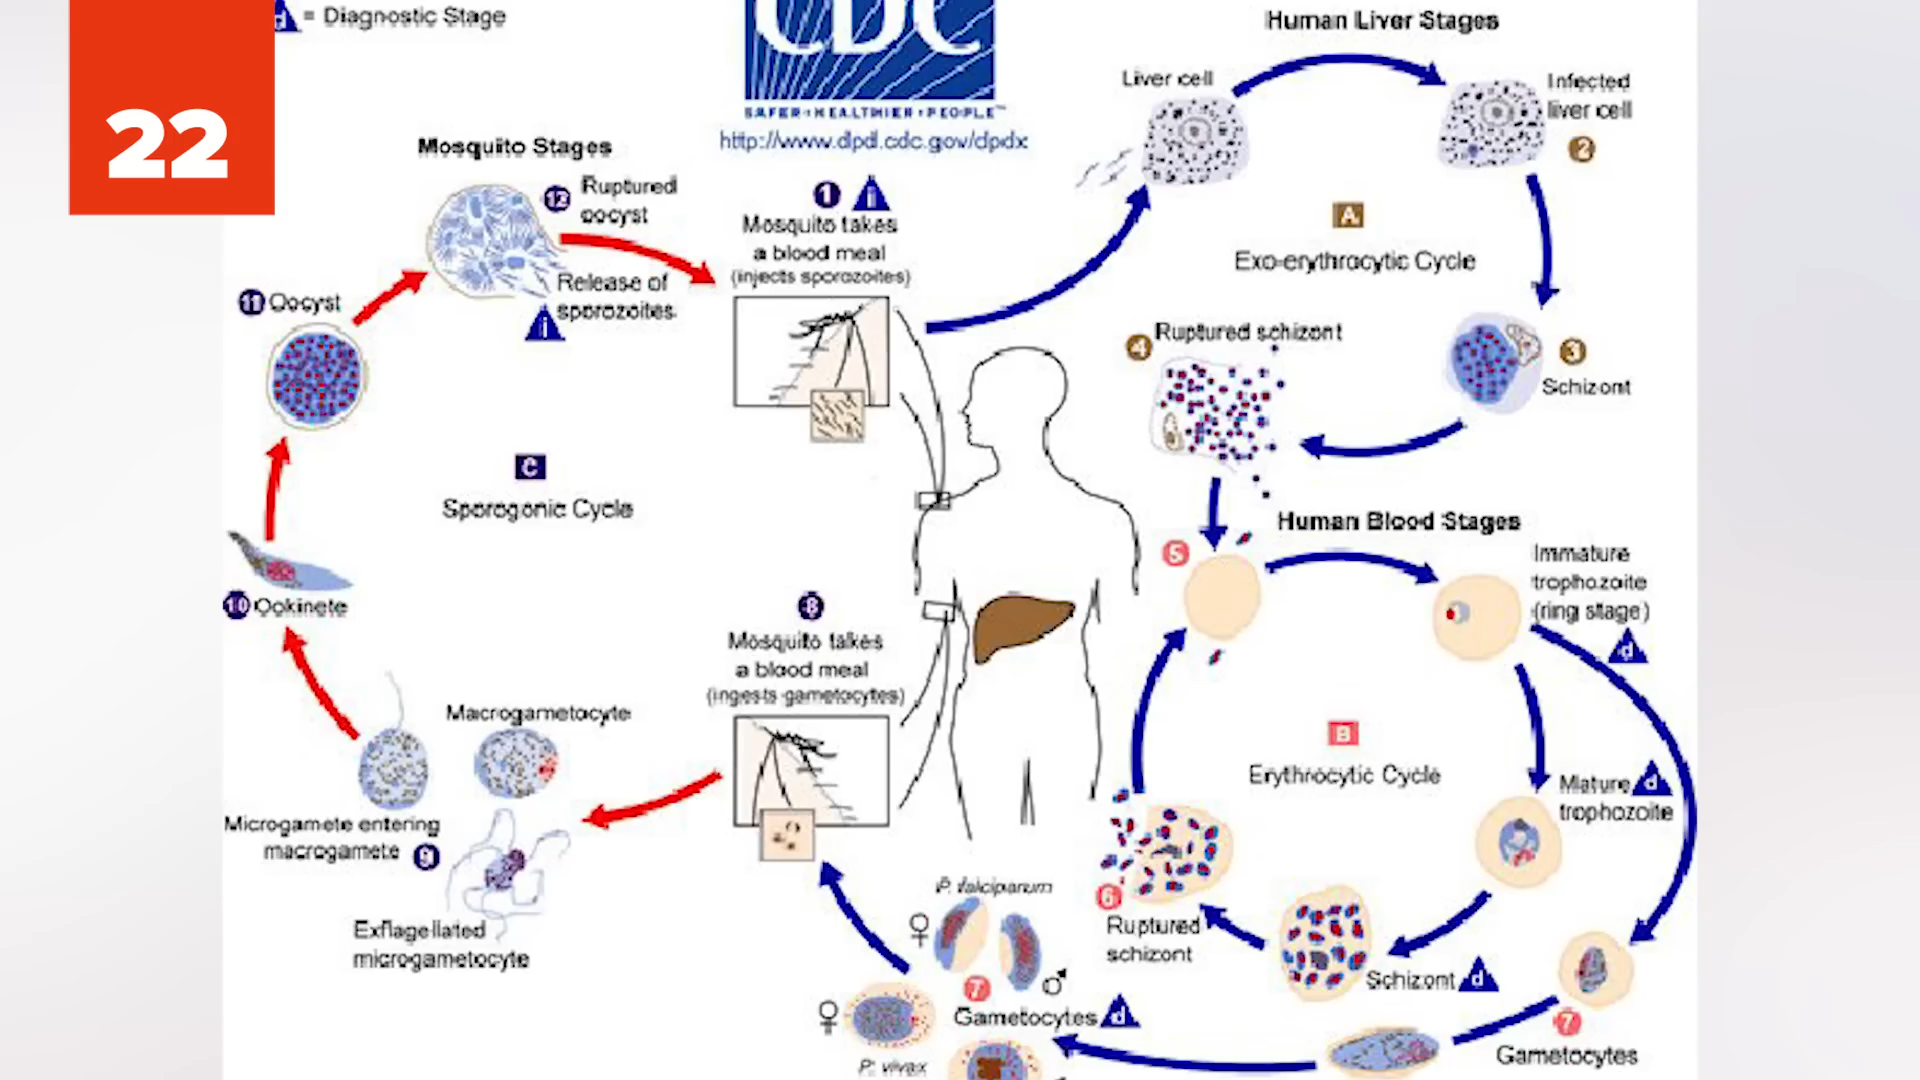 = Diagnostic Stage
22
CDC
SAFER • HEALTHIER • PEOPLE™
http://www.dpd.cdc.gov/dpdx
Mosquito Stages
12
Ruptured
oocyst
Release of
sporozoites
i
11 Oocyst
C
Sporogonic Cycle
10 Ookinete
Macrogametocyte
Microgamete entering
macrogamete 9
Exflagellated
microgametocyte
1 i
Mosquito takes
a blood meal
(injects sporozoites)
8
Mosquito takes
a blood meal
(ingests gametocytes)
Human Liver Stages
Liver cell
Infected
liver cell
2
A
Exo-erythrocytic Cycle
4 Ruptured schizont
3
Schizont
Human Blood Stages
5
Immature
trophozoite
(ring stage)
d
B
Erythrocytic Cycle
Mature d
trophozoite
6
Ruptured
schizont
Schizont d
7
Gametocytes
P. falciparum
♀
♂
7
Gametocytes d
♀
P. vivax
d